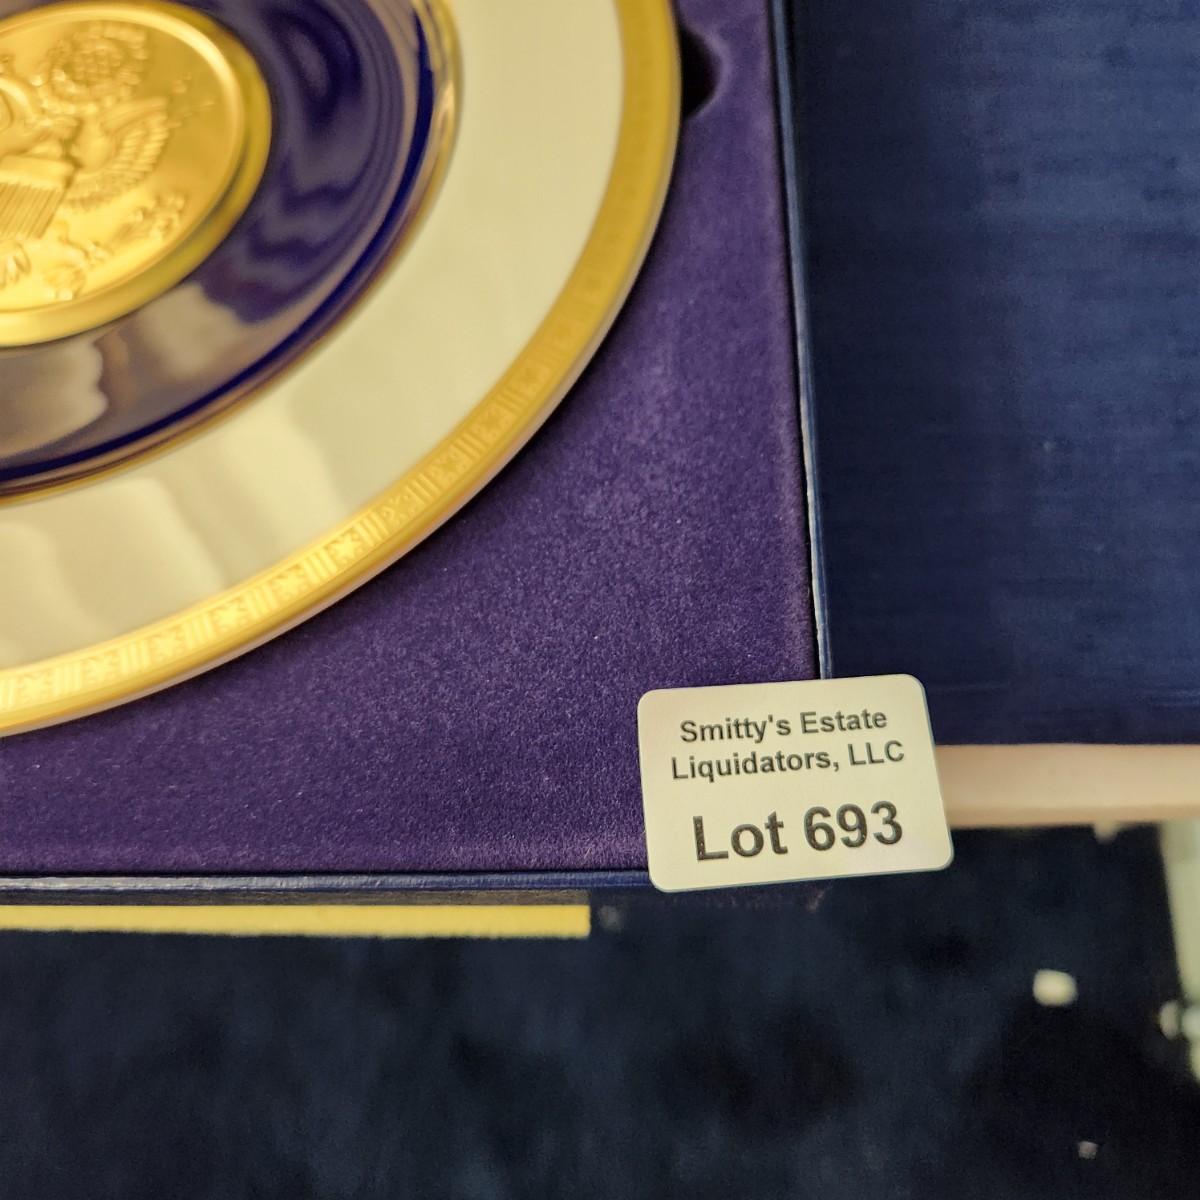 Smitty's Estate
Liquidators, LLC
Lot 693